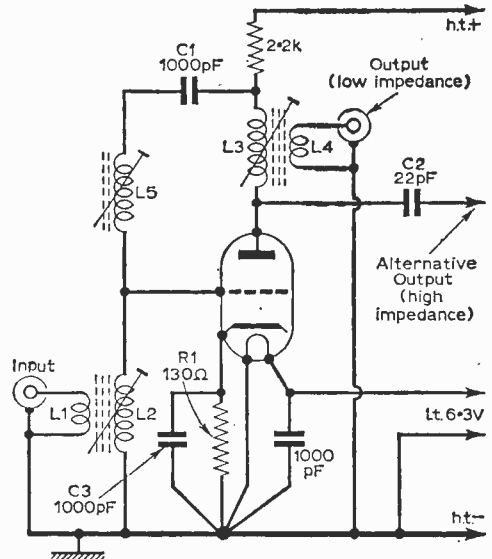 h.t.+
C1
1000pF
2·2k
Output
(low impedance)
L3
L4
C2
22pF
L5
Alternative
Output
(high
impedance)
Input
R1
130Ω
L1
L2
l.t. 6·3V
1000
pF
C3
1000pF
h.t.-